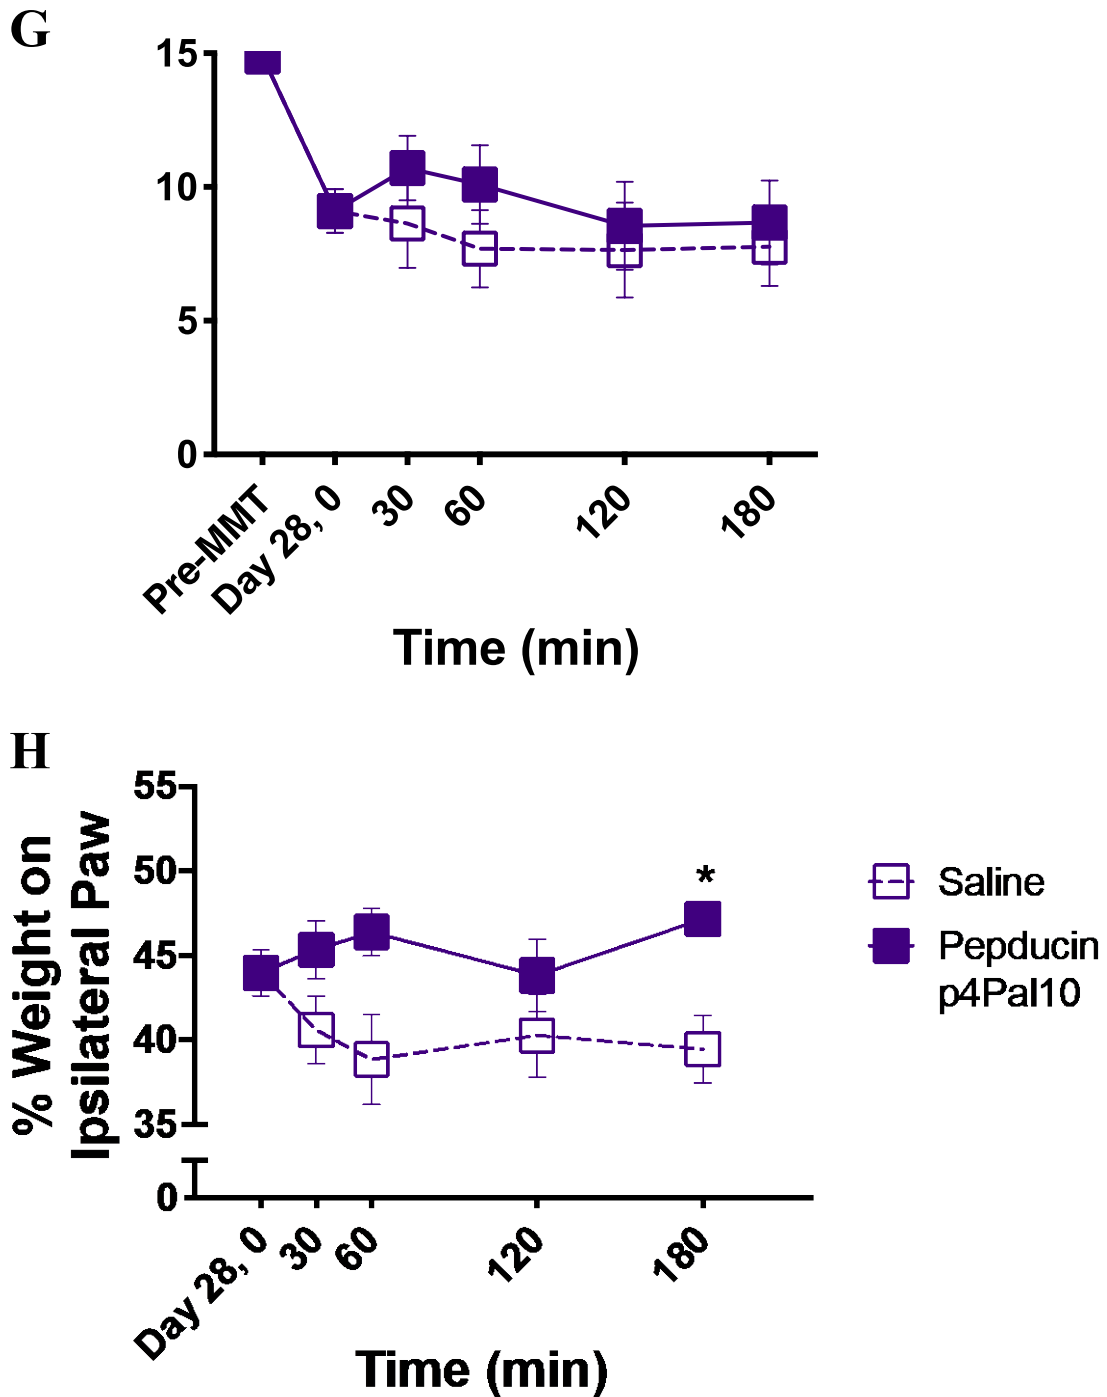 G
15
10
5
0
Pre-MMT
Day 28, 0
30
60
120
180
Time (min)
H
% Weight on
Ipsilateral Paw
55
50
45
40
35
0
*
Day 28, 0
30
60
120
180
Time (min)
Saline
Pepducin
p4Pal10